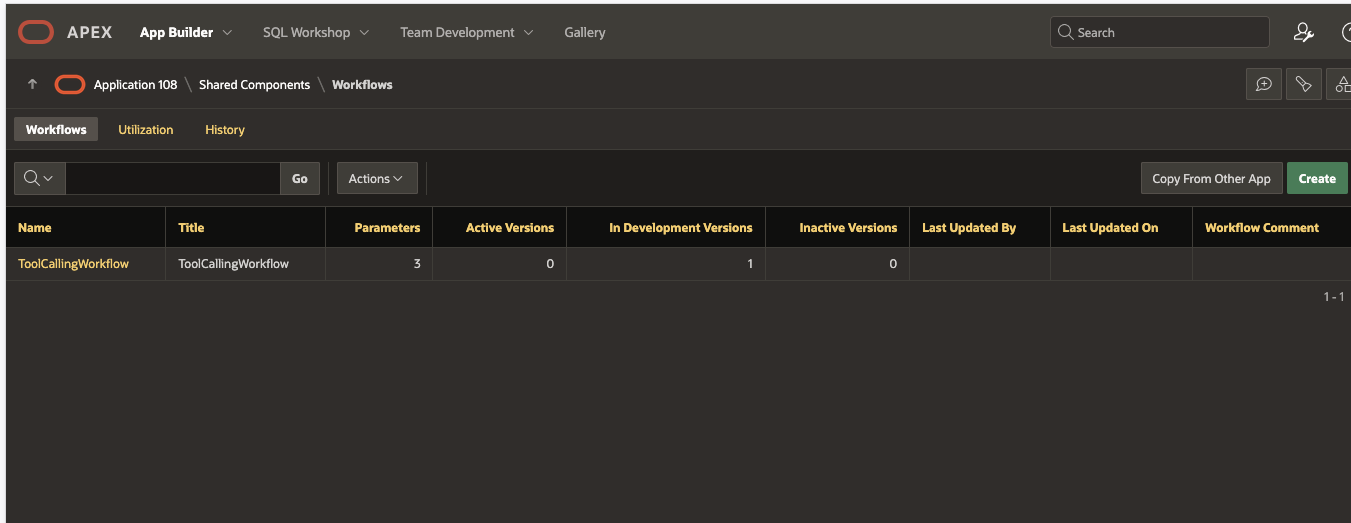 APEX App Builder SQL Workshop Team Development Gallery Search
Application 108 \ Shared Components \ Workflows
Workflows Utilization History
Go Actions Copy From Other App Create
Name Title Parameters Active Versions In Development Versions Inactive Versions Last Updated By Last Updated On Workflow Comment
ToolCallingWorkflow ToolCallingWorkflow 3 0 1 0
1 - 1